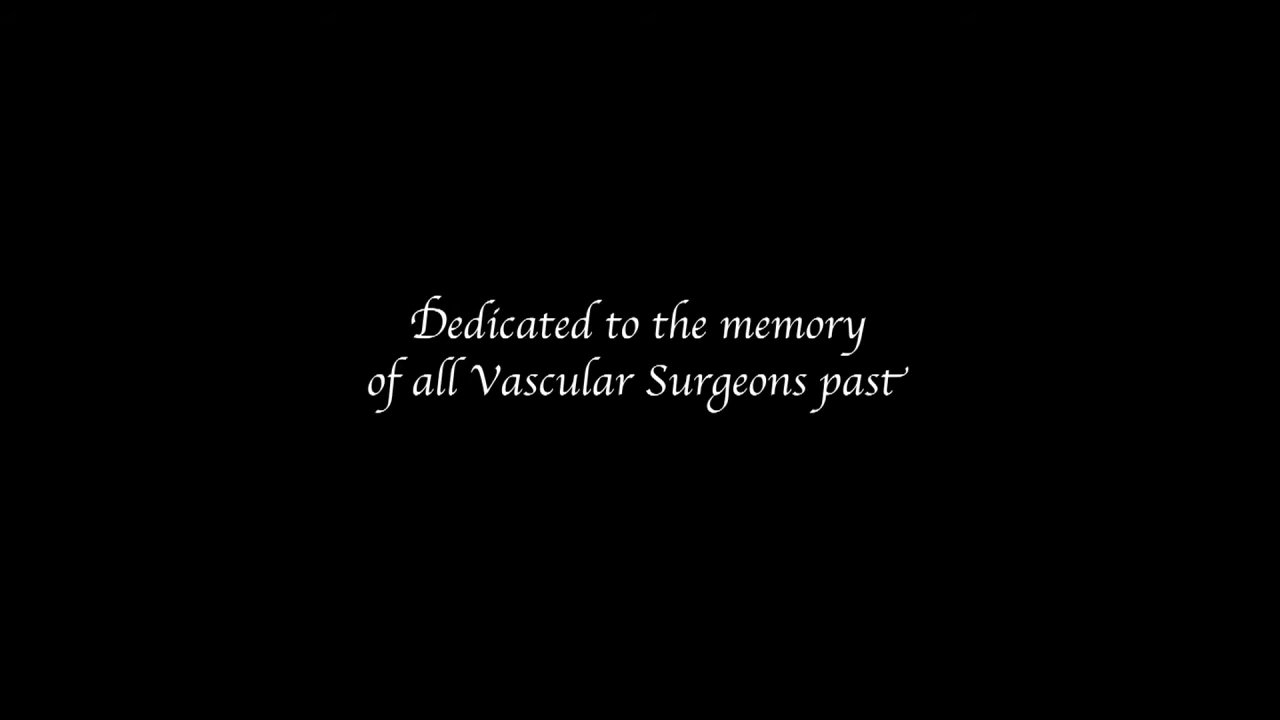 Dedicated to the memory
of all Vascular Surgeons past